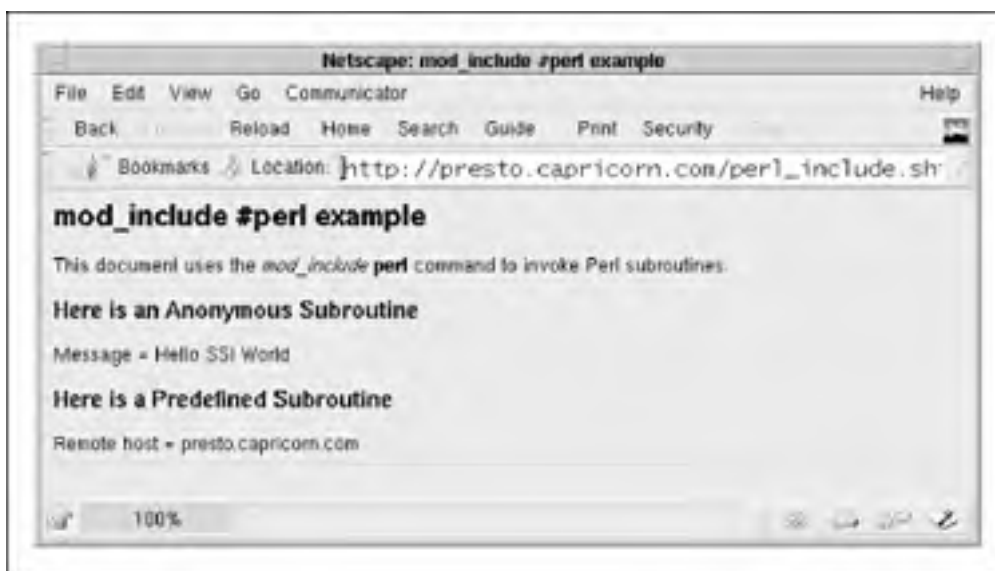 Netscape: mod_include #perl example
File Edit View Go Communicator Help
Back Reload Home Search Guide Print Security
Bookmarks Location: http://presto.capricorn.com/perl_include.sh
mod_include #perl example
This document uses the mod_include perl command to invoke Perl subroutines.
Here is an Anonymous Subroutine
Message = Hello SSI World
Here is a Predefined Subroutine
Remote host = presto.capricorn.com
100%